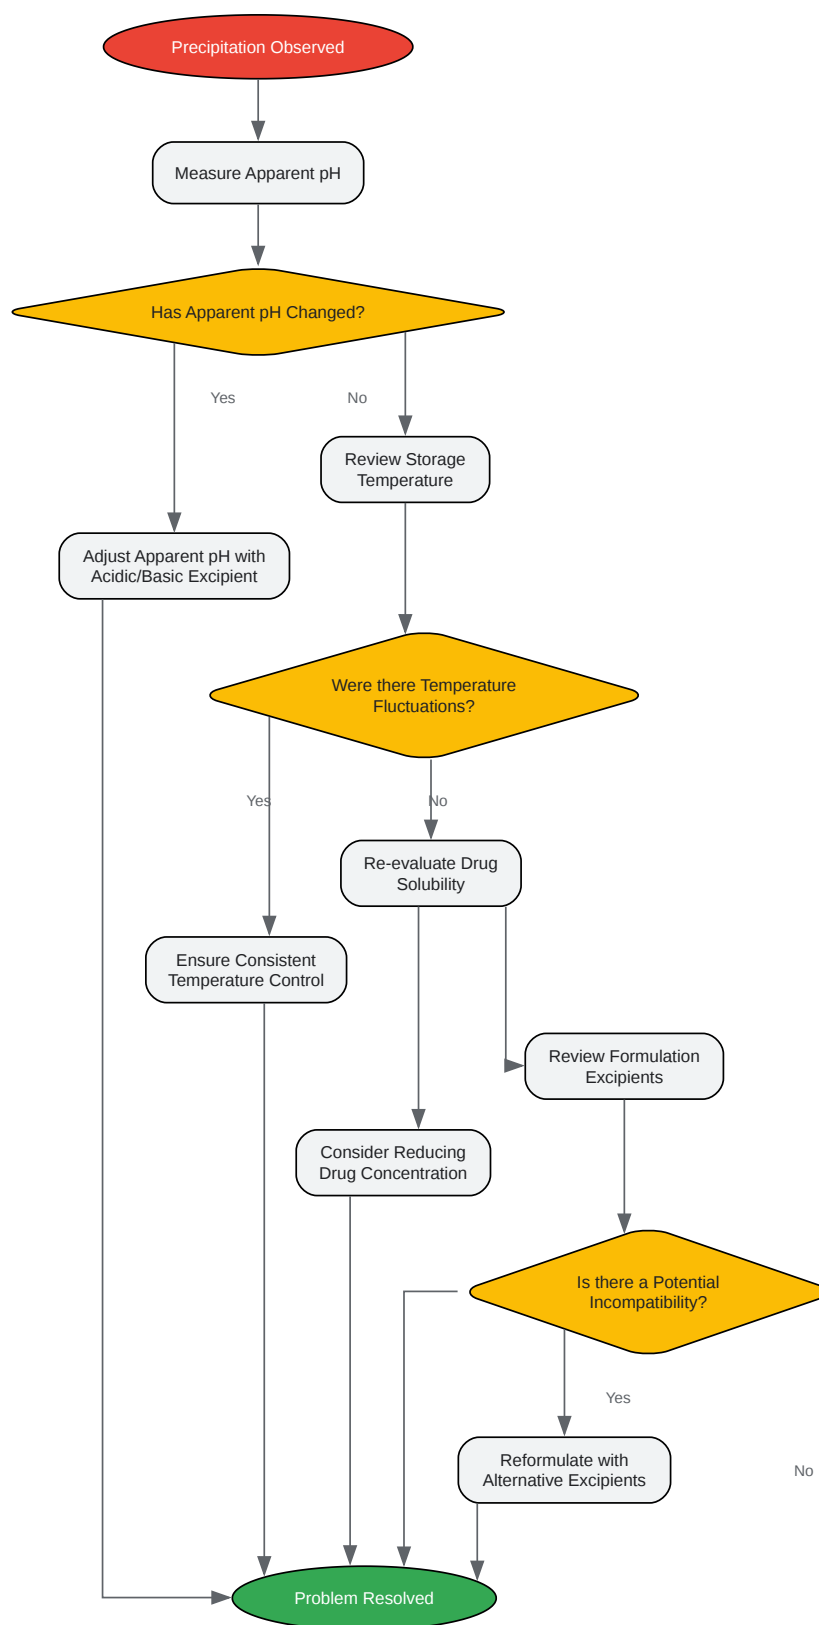 Precipitation Observed
Measure Apparent pH
Has Apparent pH Changed?
Yes
No
Review Storage
Temperature
Adjust Apparent pH with
Acidic/Basic Excipient
Were there Temperature
Fluctuations?
Yes
No
Re-evaluate Drug
Solubility
Ensure Consistent
Temperature Control
Review Formulation
Excipients
Consider Reducing
Drug Concentration
Is there a Potential
Incompatibility?
Yes
Reformulate with
Alternative Excipients
No
Problem Resolved